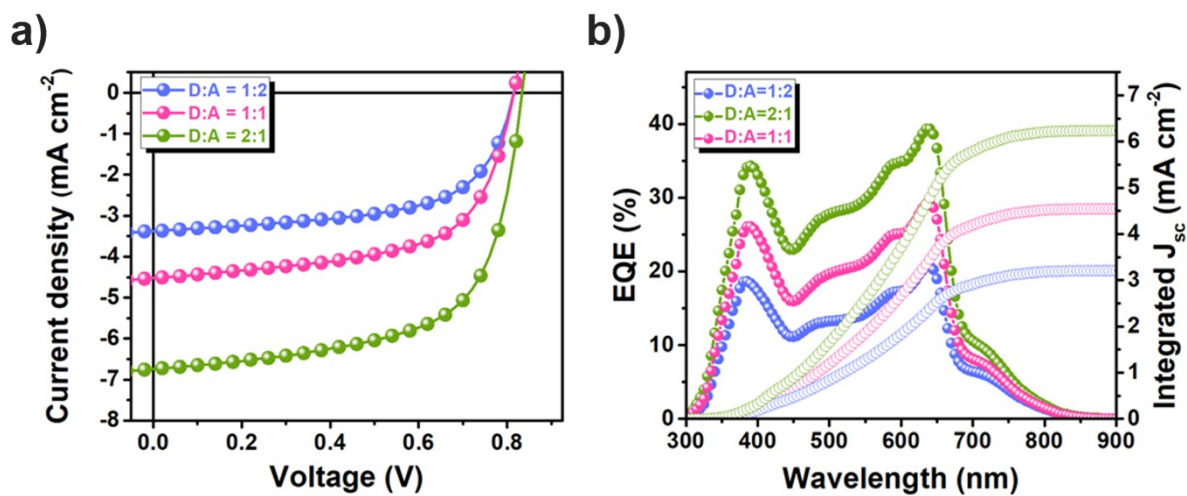 a)
D:A = 1:2
D:A = 1:1
D:A = 2:1
Current density (mA cm-2)
0
-1
-2
-3
-4
-5
-6
-7
-8
0.0 0.2 0.4 0.6 0.8
Voltage (V)
b)
D:A=1:2
D:A=2:1
D:A=1:1
EQE (%)
40
30
20
10
0
300 400 500 600 700 800 900
Wavelength (nm)
7
6
5
4
3
2
1
0
Integrated Jsc (mA cm-2)